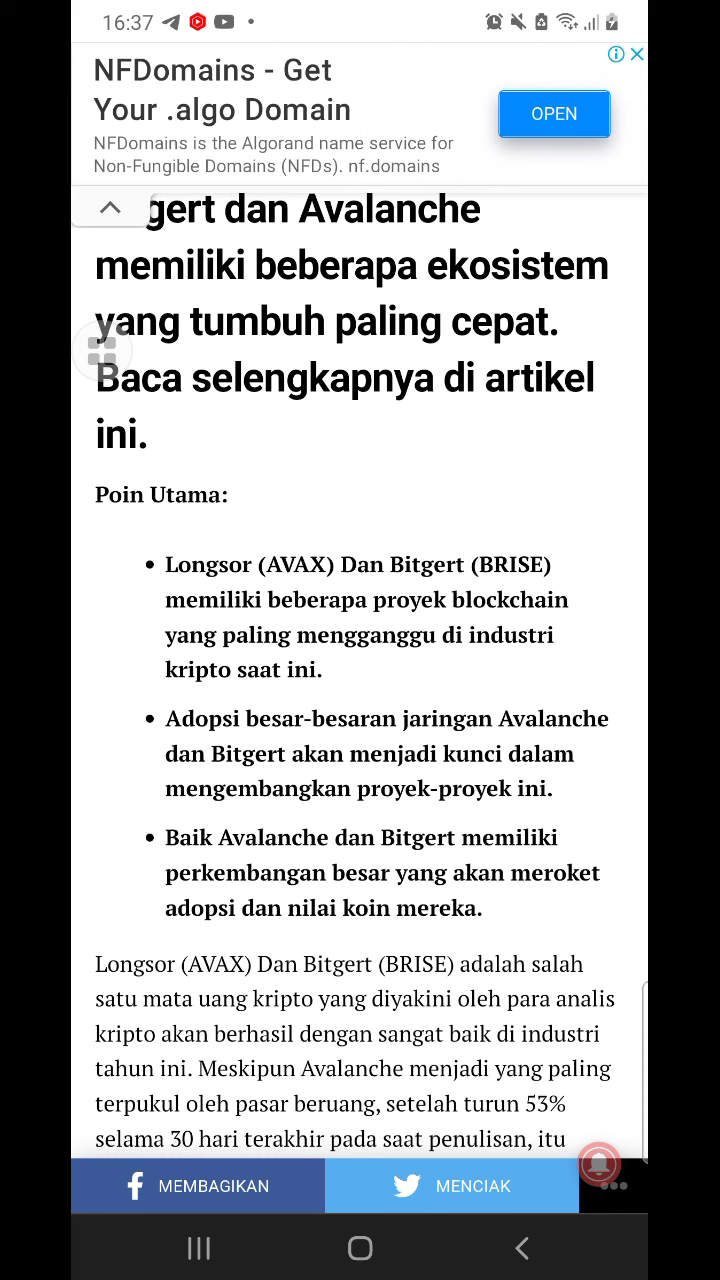 16:37
NFDomains - Get
Your .algo Domain
NFDomains is the Algorand name service for
Non-Fungible Domains (NFDs). nf.domains
OPEN
gert dan Avalanche
memiliki beberapa ekosistem
yang tumbuh paling cepat.
Baca selengkapnya di artikel
ini.
Poin Utama:
• Longsor (AVAX) Dan Bitgert (BRISE)
memiliki beberapa proyek blockchain
yang paling mengganggu di industri
kripto saat ini.
• Adopsi besar-besaran jaringan Avalanche
dan Bitgert akan menjadi kunci dalam
mengembangkan proyek-proyek ini.
• Baik Avalanche dan Bitgert memiliki
perkembangan besar yang akan meroket
adopsi dan nilai koin mereka.
Longsor (AVAX) Dan Bitgert (BRISE) adalah salah
satu mata uang kripto yang diyakini oleh para analis
kripto akan berhasil dengan sangat baik di industri
tahun ini. Meskipun Avalanche menjadi yang paling
terpukul oleh pasar beruang, setelah turun 53%
selama 30 hari terakhir pada saat penulisan, itu
MEMBAGIKAN
MENCIAK